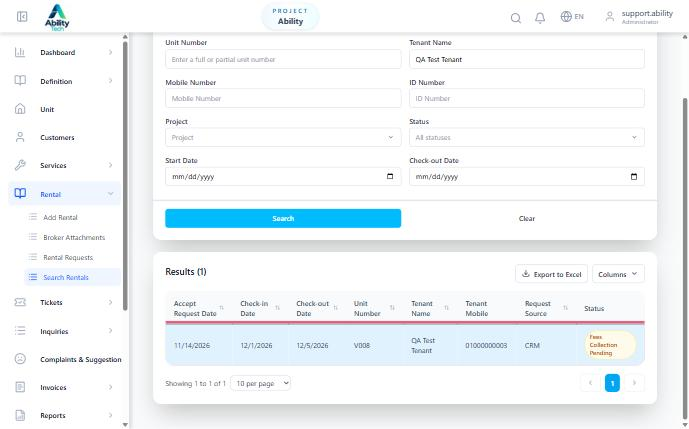 Ability
Tech
PROJECT
Ability
EN
support.ability
Administrator
Dashboard
Definition
Unit
Customers
Services
Rental
Add Rental
Broker Attachments
Rental Requests
Search Rentals
Tickets
Inquiries
Complaints & Suggestion
Invoices
Reports
Unit Number
Tenant Name
Enter a full or partial unit number
QA Test Tenant
Mobile Number
ID Number
Mobile Number
ID Number
Project
Status
Project
All statuses
Start Date
Check-out Date
mm/dd/yyyy
mm/dd/yyyy
Search
Clear
Results (1)
Export to Excel
Columns
Accept Request Date
Check-in Date
Check-out Date
Unit Number
Tenant Name
Tenant Mobile
Request Source
Status
11/14/2026
12/1/2026
12/5/2026
V008
QA Test Tenant
01000000003
CRM
Fees Collection Pending
Showing 1 to 1 of 1
10 per page
1